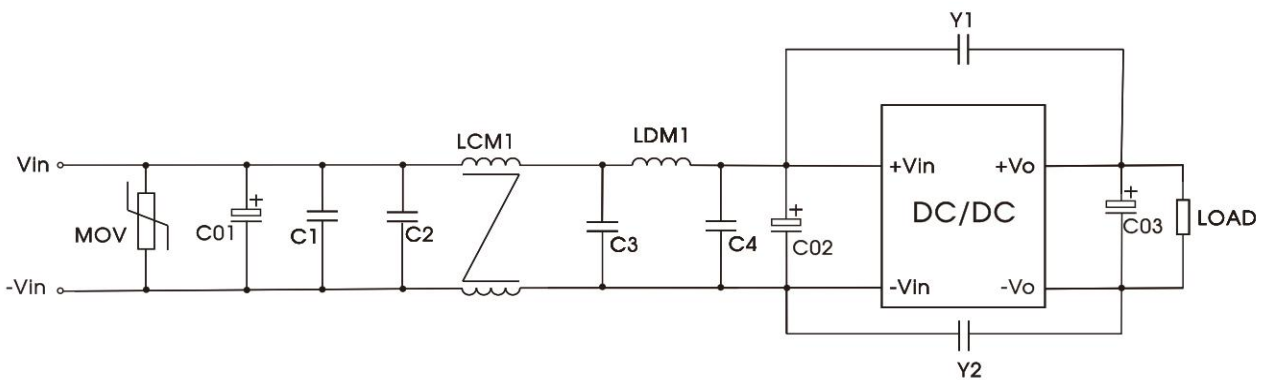 Y1
LCM1
LDM1
Vin
+Vin
+Vo
MOV
+
C01
C1
C2
C3
C4
+
C02
DC/DC
+
C03
LOAD
-Vin
-Vin
-Vo
Y2